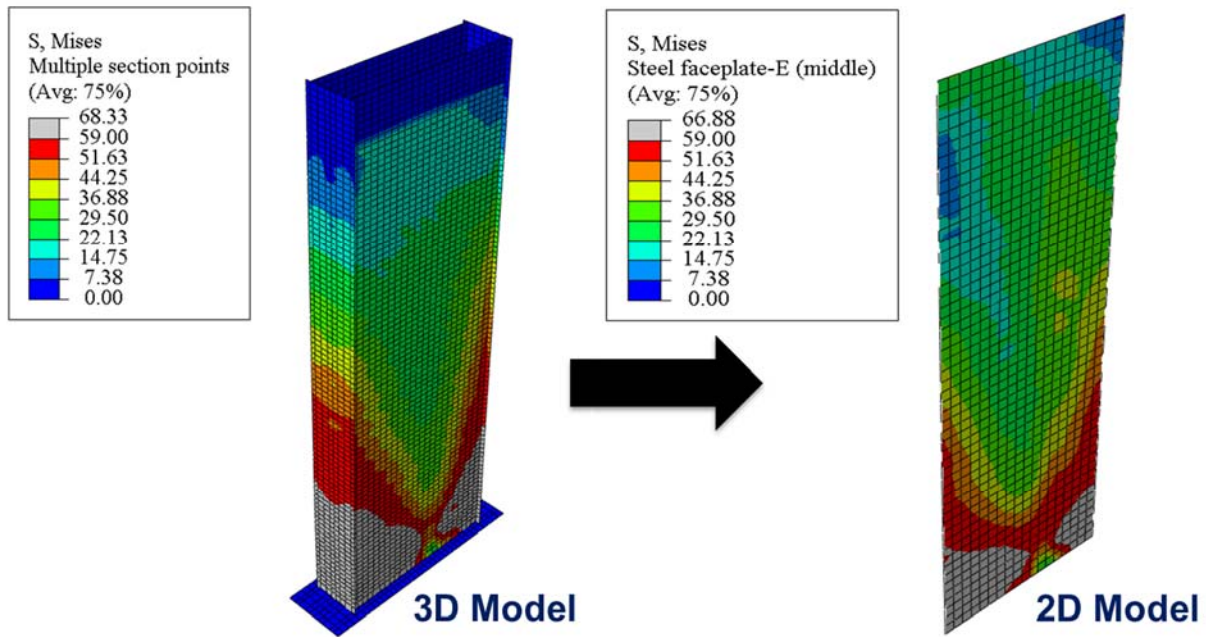 S, Mises
Multiple section points
(Avg: 75%)
68.33
59.00
51.63
44.25
36.88
29.50
22.13
14.75
7.38
0.00
S, Mises
Steel faceplate-E (middle)
(Avg: 75%)
66.88
59.00
51.63
44.25
36.88
29.50
22.13
14.75
7.38
0.00
3D Model
2D Model